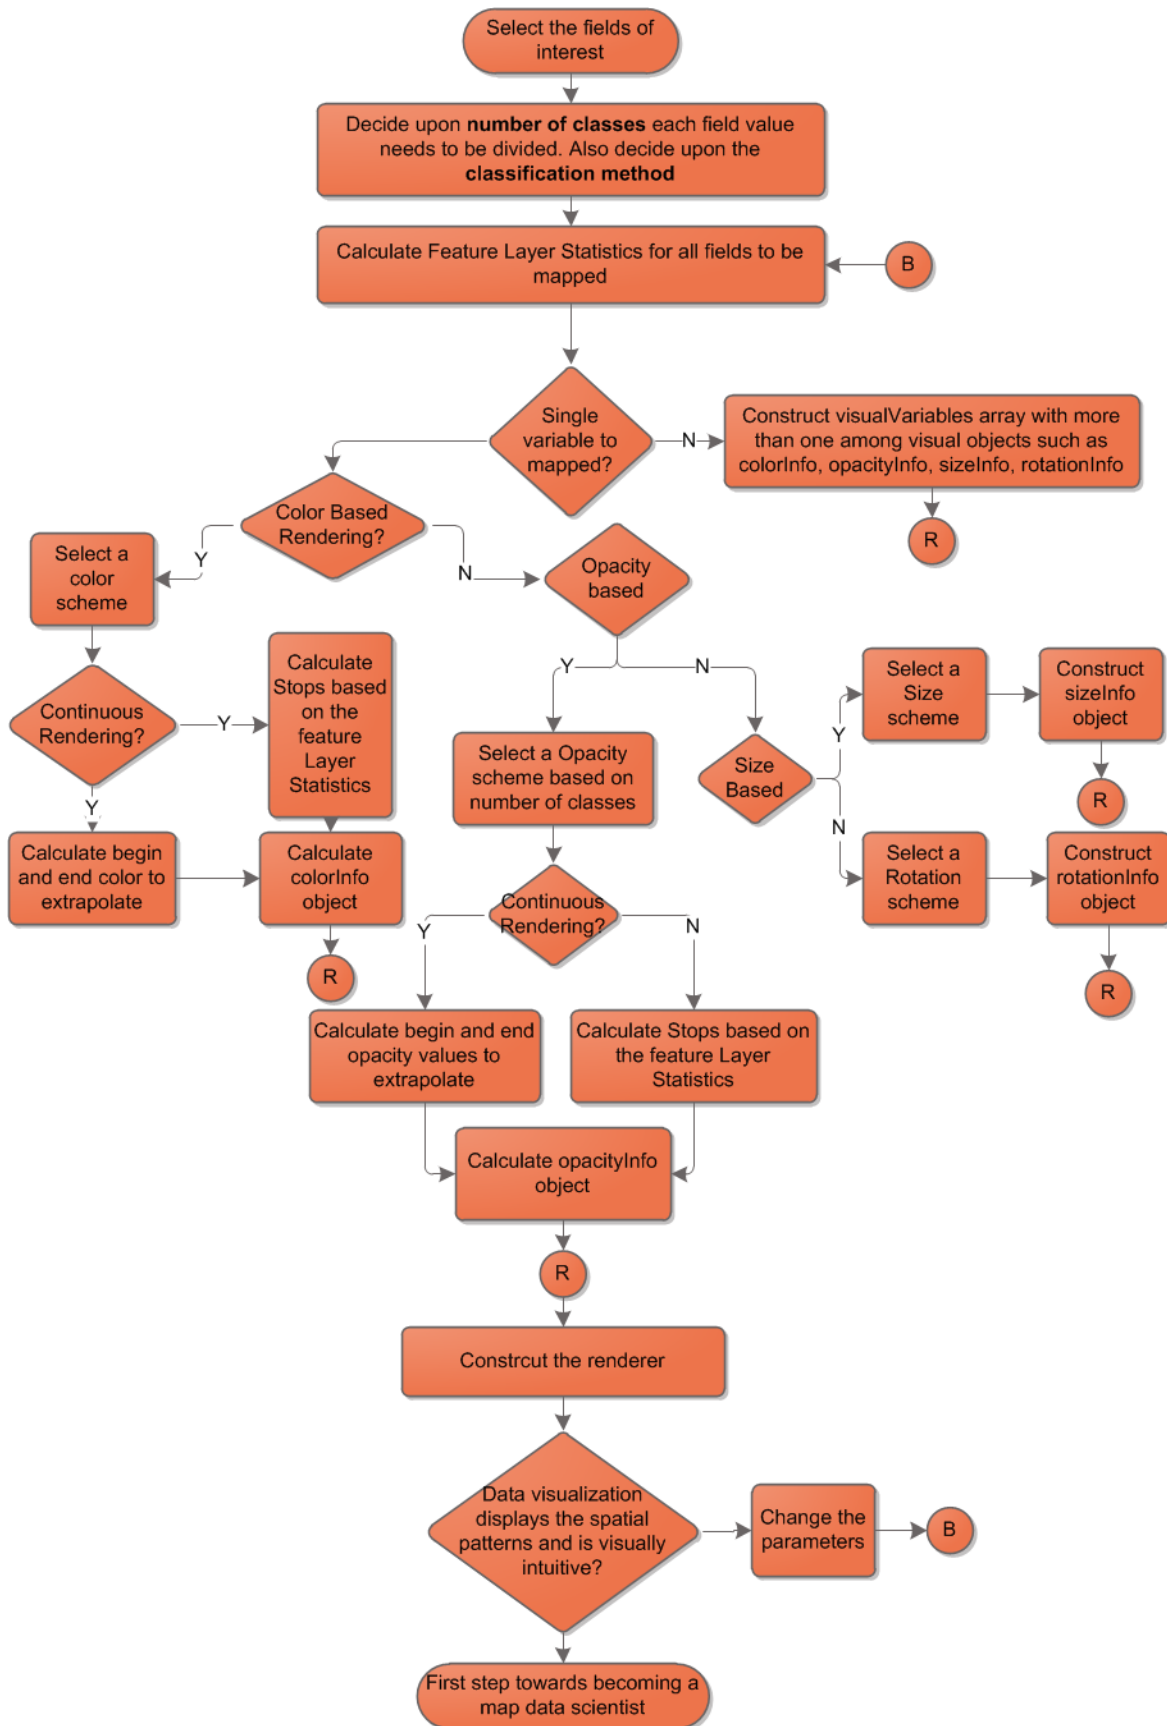 Select the fields of
interest
Decide upon number of classes each field value
needs to be divided. Also decide upon the
classification method
Calculate Feature Layer Statistics for all fields to be
mapped
B
Single
variable to
mapped?
N
Construct visualVariables array with more
than one among visual objects such as
colorInfo, opacityInfo, sizeInfo, rotationInfo
R
Y
Color Based
Rendering?
Y
N
Select a
color
scheme
Opacity
based
Continuous
Rendering?
Y
Calculate
Stops based
on the
feature
Layer
Statistics
Y
Calculate begin
and end color to
extrapolate
Calculate
colorInfo
object
R
Y
N
Select a Opacity
scheme based on
number of classes
Size
Based
Y
Select a
Size
scheme
Construct
sizeInfo
object
R
N
Select a
Rotation
scheme
Construct
rotationInfo
object
R
Continuous
Rendering?
Y
N
Calculate begin and end
opacity values to
extrapolate
Calculate Stops based on
the feature Layer
Statistics
Calculate opacityInfo
object
R
Constrcut the renderer
Data visualization
displays the spatial
patterns and is visually
intuitive?
Change the
parameters
B
First step towards becoming a
map data scientist